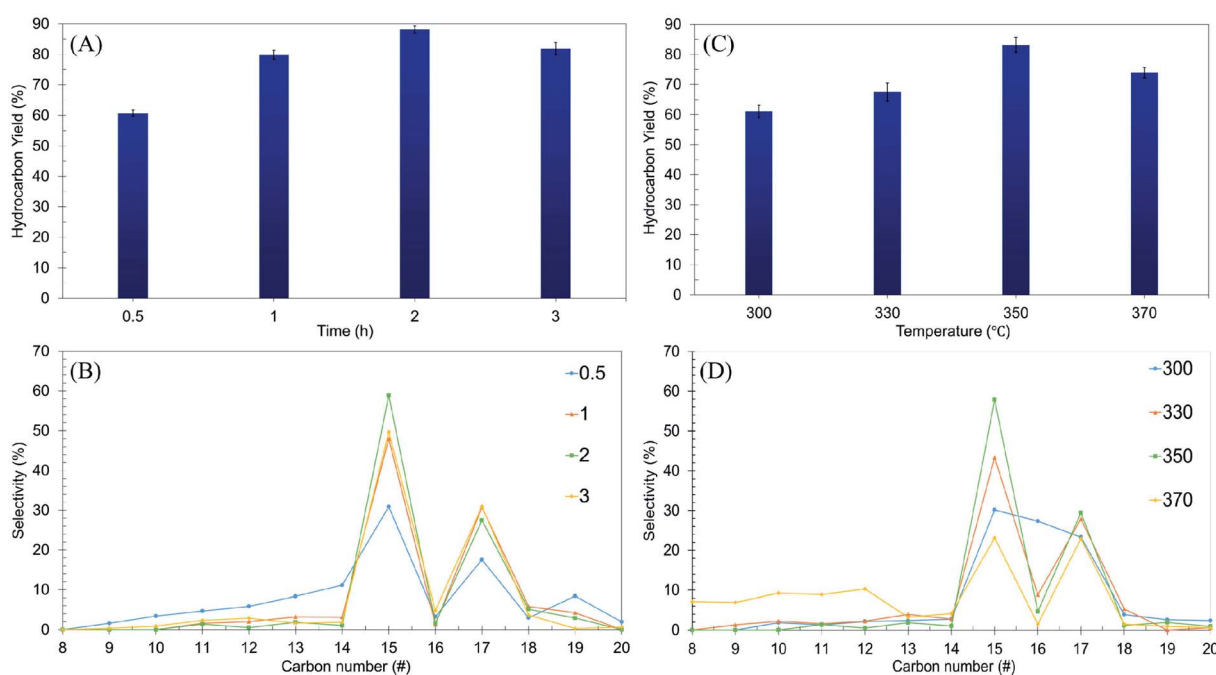 (A)
Hydrocarbon Yield (%)
90
80
70
60
50
40
30
20
10
0
0.5 1 2 3
Time (h)
(C)
Hydrocarbon Yield (%)
90
80
70
60
50
40
30
20
10
0
300 330 350 370
Temperature (°C)
(B)
Selectivity (%)
70
60
50
40
30
20
10
0
0.5
1
2
3
8 9 10 11 12 13 14 15 16 17 18 19 20
Carbon number (#)
(D)
Selectivity (%)
70
60
50
40
30
20
10
0
300
330
350
370
8 9 10 11 12 13 14 15 16 17 18 19 20
Carbon number (#)